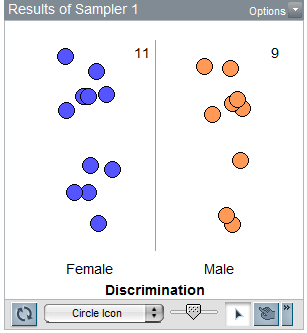 Results of Sampler 1
Options
11
9
Female
Male
Discrimination
Circle Icon
»